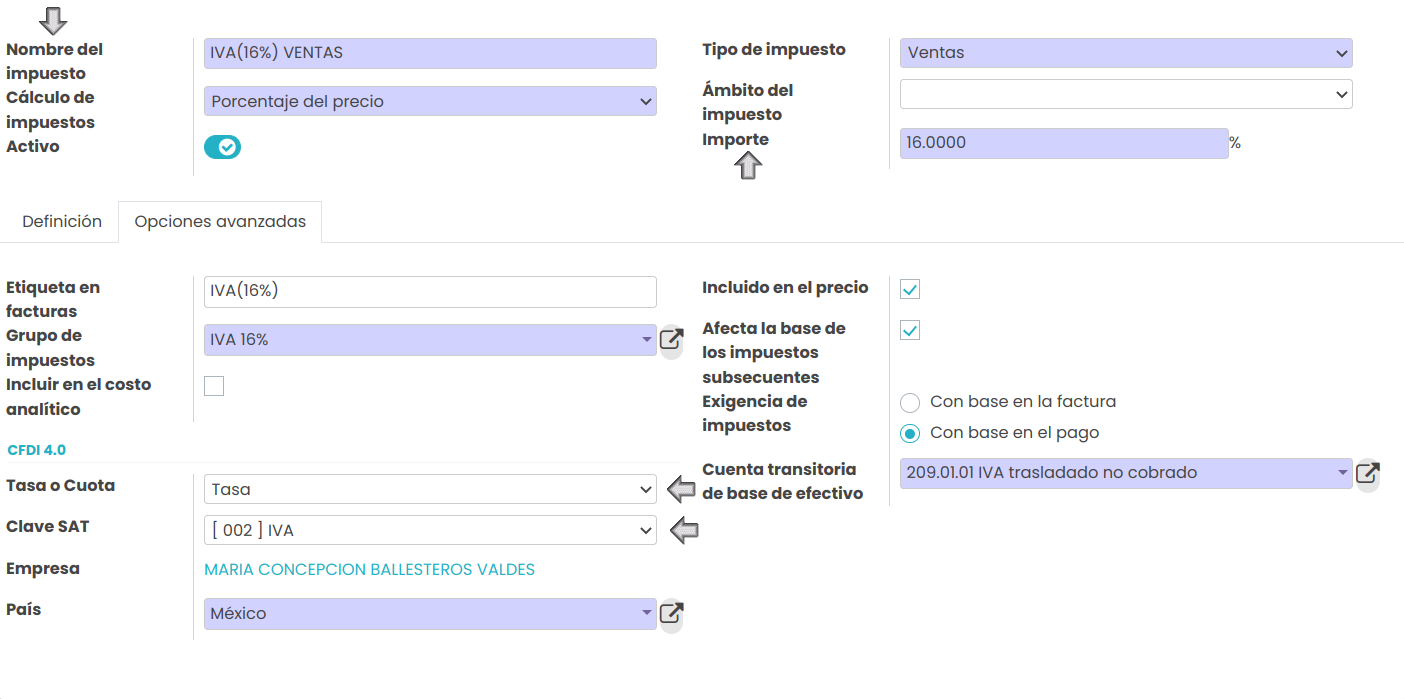 Nombre del
impuesto
IVA(16%) VENTAS
Cálculo de
impuestos
Porcentaje del precio
Activo
Tipo de impuesto
Ventas
Ámbito del
impuesto
Importe
16.0000 %
Definición
Opciones avanzadas
Etiqueta en
facturas
IVA(16%)
Grupo de
impuestos
IVA 16%
Incluir en el costo
analítico
Incluido en el precio
Afecta la base de
los impuestos
subsecuentes
Exigencia de
impuestos
Con base en la factura
Con base en el pago
Cuenta transitoria
de base de efectivo
209.01.01 IVA trasladado no cobrado
CFDI 4.0
Tasa o Cuota
Tasa
Clave SAT
[ 002 ] IVA
Empresa
MARIA CONCEPCION BALLESTEROS VALDES
País
México